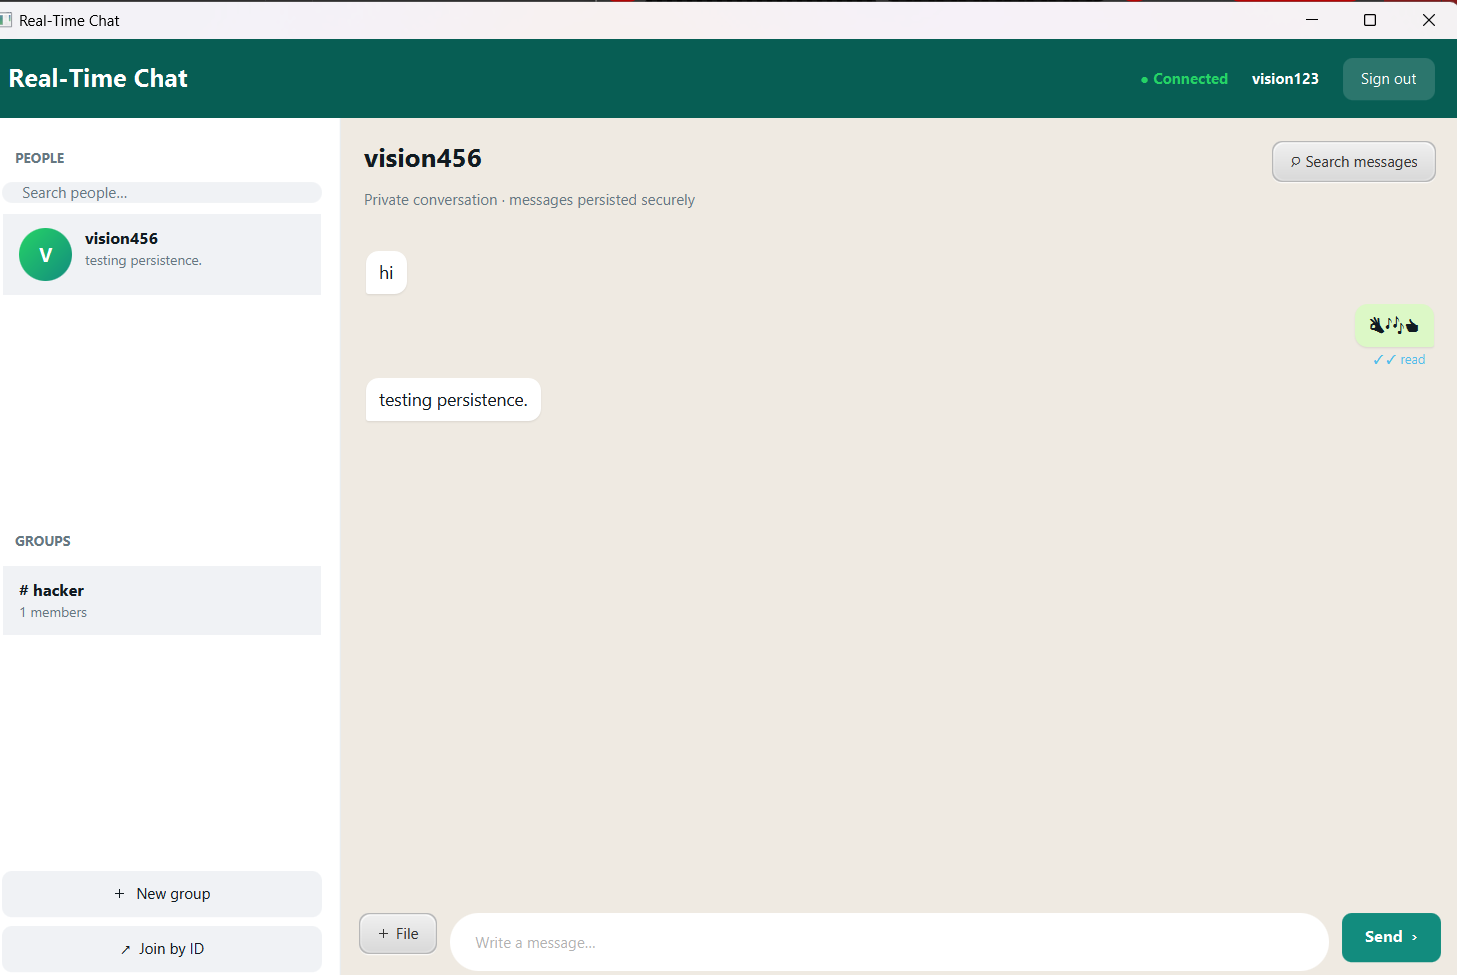 Real-Time Chat
Real-Time Chat
● Connected
vision123
Sign out
PEOPLE
Search people...
V
vision456
testing persistence.
GROUPS
# hacker
1 members
+ New group
↗ Join by ID
vision456
Search messages
Private conversation · messages persisted securely
hi
👌🎶👍
✓✓ read
testing persistence.
+ File
Write a message...
Send ›